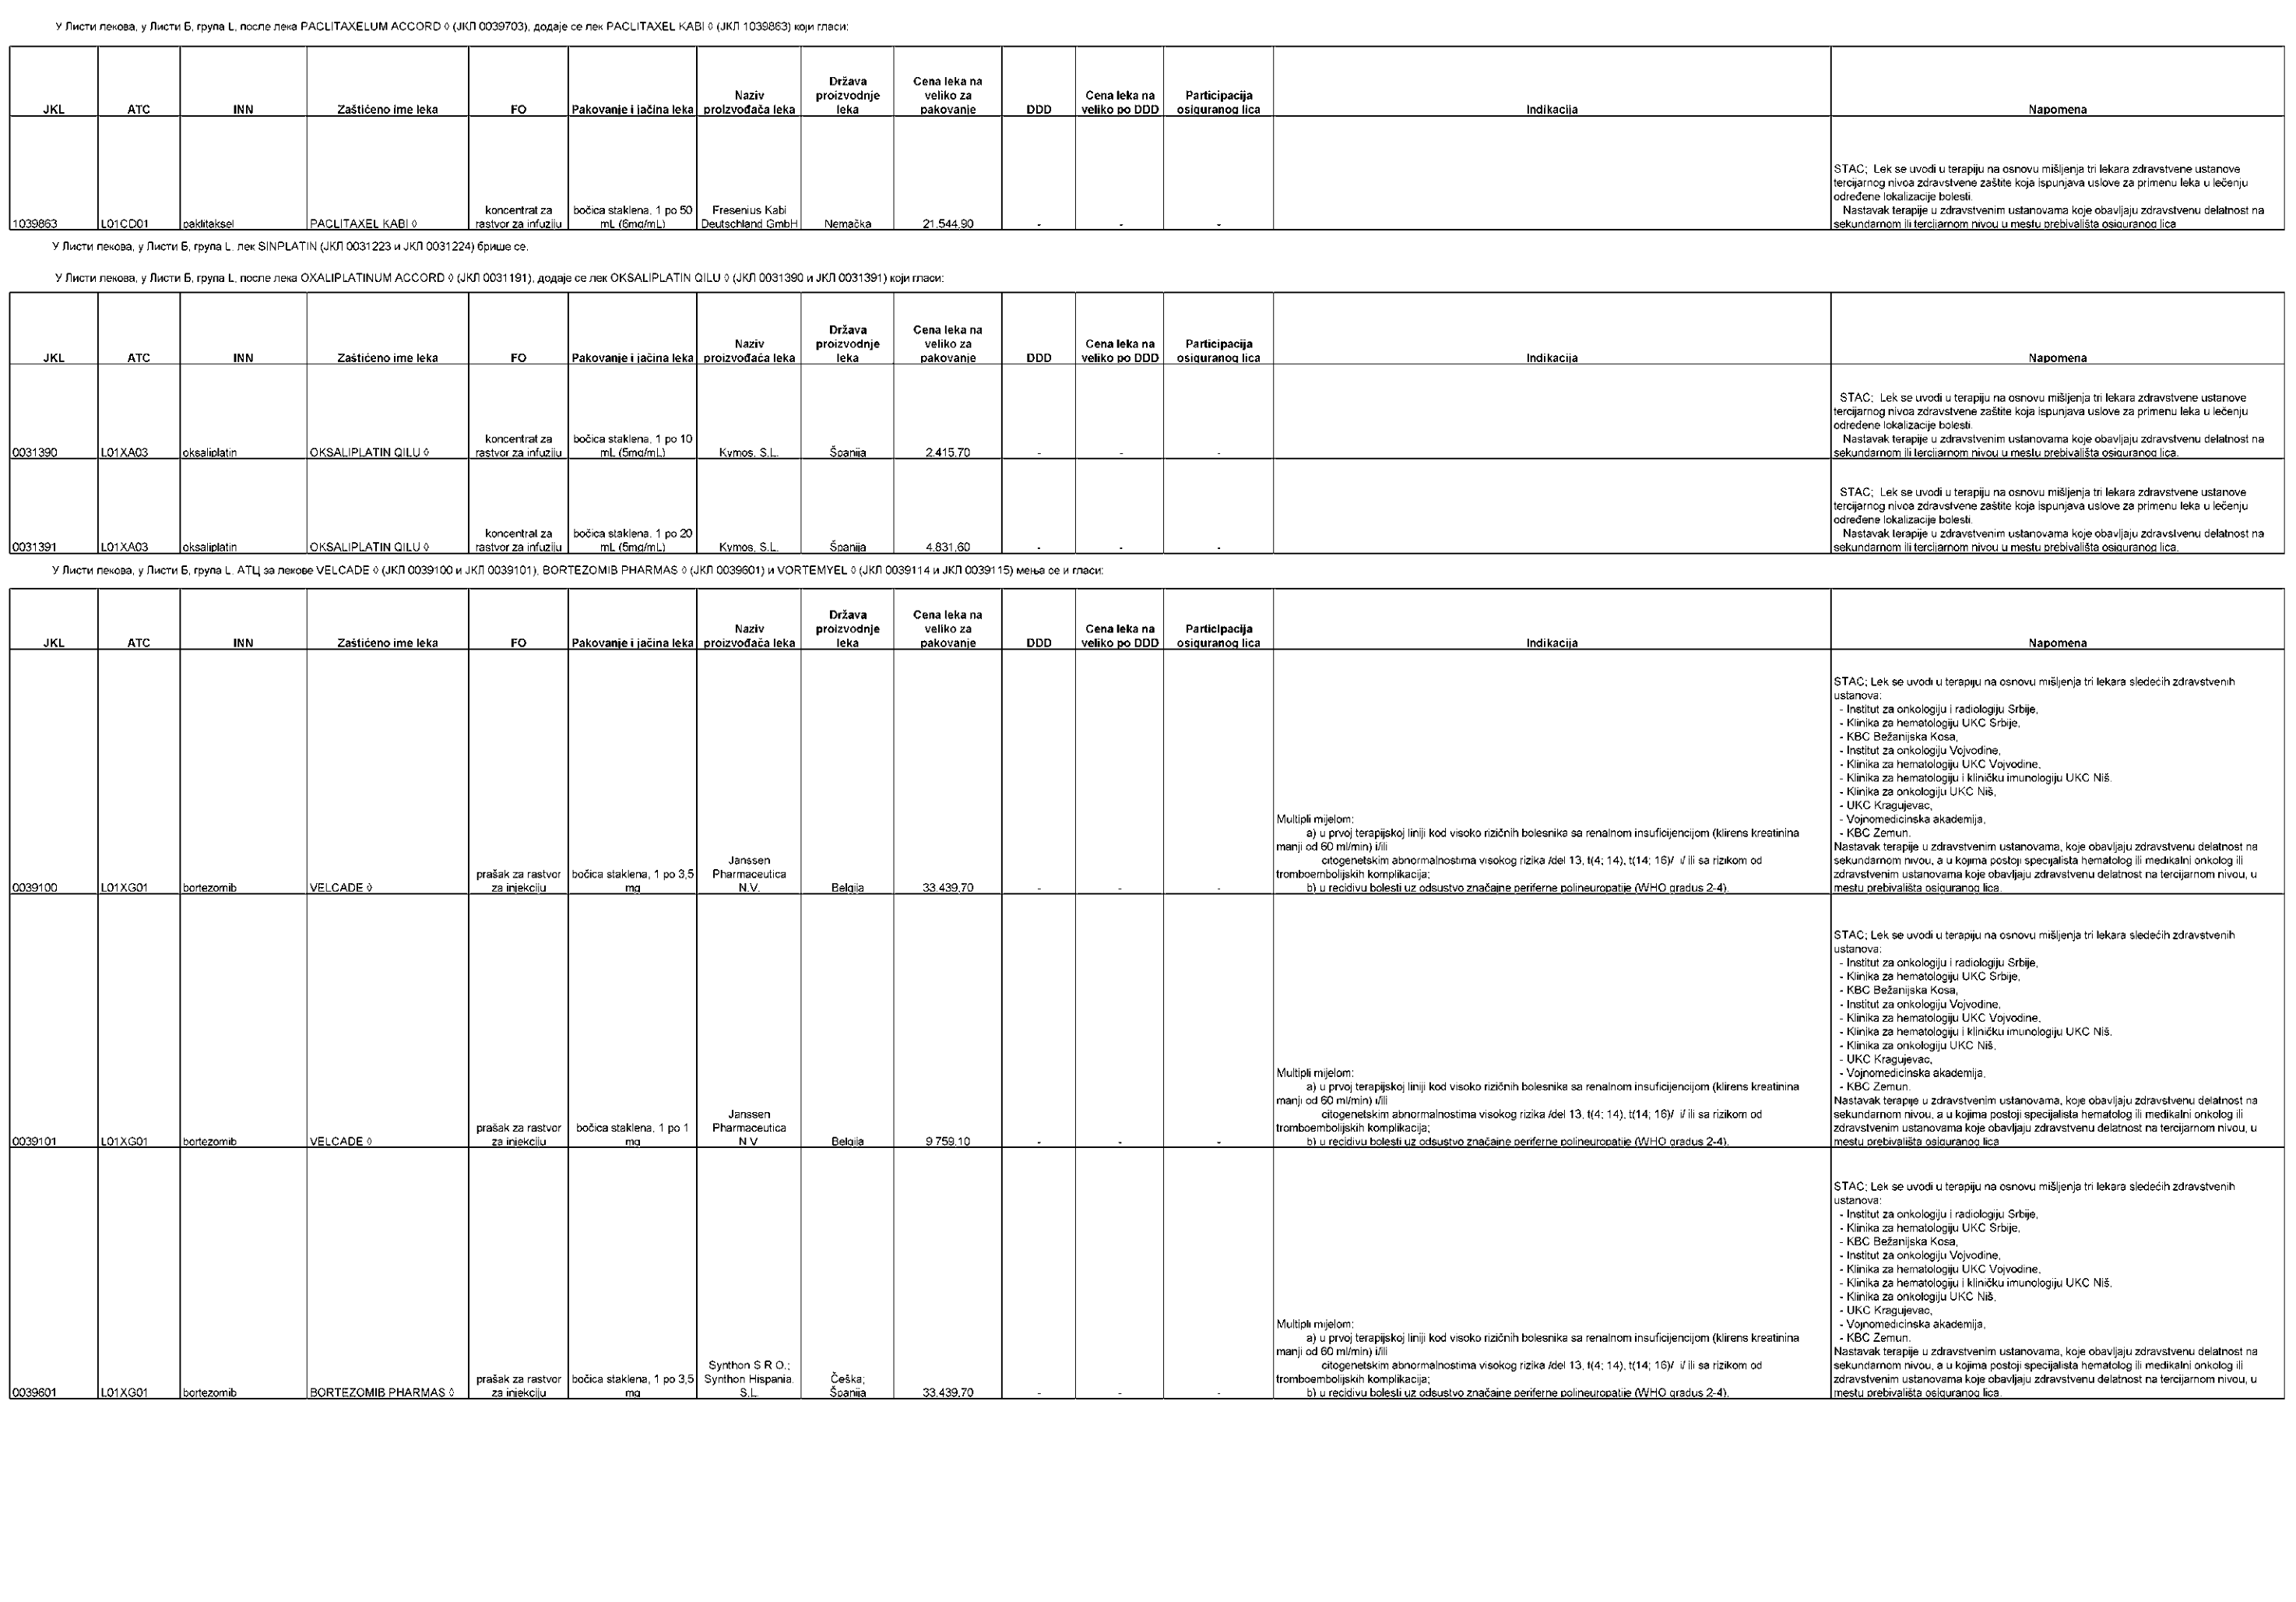 У Листи лекова, у Листи Б, група L, после лека PACLITAXELUM ACCORD ◊ (ЈКЛ 0039703), додаје се лек PACLITAXEL KABI ◊ (ЈКЛ 1039863) који гласи:
JKL ATC INN Zaštićeno ime leka FO Pakovanje i jačina leka Naziv proizvođača leka Država proizvodnje leka Cena leka na veliko za pakovanje DDD Cena leka na veliko po DDD Participacija osiguranog lica Indikacija Napomena
1039863 L01CD01 paklitaksel PACLITAXEL KABI ◊ koncentrat za rastvor za infuziju bočica staklena, 1 po 50 mL (6mg/mL) Fresenius Kabi Deutschland GmbH Nemačka 21.544,90 - - -
STAC; Lek se uvodi u terapiju na osnovu mišljenja tri lekara zdravstvene ustanove
tercijarnog nivoa zdravstvene zaštite koja ispunjava uslove za primenu leka u lečenju
određene lokalizacije bolesti.
Nastavak terapije u zdravstvenim ustanovama koje obavljaju zdravstvenu delatnost na
sekundarnom ili tercijarnom nivou u mestu prebivališta osiguranog lica
У Листи лекова, у Листи Б, група L, лек SINPLATIN (ЈКЛ 0031223 и ЈКЛ 0031224) брише се.
У Листи лекова, у Листи Б, група L, после лека OXALIPLATINUM ACCORD ◊ (ЈКЛ 0031191), додаје се лек OKSALIPLATIN QILU ◊ (ЈКЛ 0031390 и ЈКЛ 0031391) који гласи:
JKL ATC INN Zaštićeno ime leka FO Pakovanje i jačina leka Naziv proizvođača leka Država proizvodnje leka Cena leka na veliko za pakovanje DDD Cena leka na veliko po DDD Participacija osiguranog lica Indikacija Napomena
0031390 L01XA03 oksaliplatin OKSALIPLATIN QILU ◊ koncentrat za rastvor za infuziju bočica staklena, 1 po 10 mL (5mg/mL) Kymos, S.L. Španija 2.415,70 - - -
STAC; Lek se uvodi u terapiju na osnovu mišljenja tri lekara zdravstvene ustanove
tercijarnog nivoa zdravstvene zaštite koja ispunjava uslove za primenu leka u lečenju
određene lokalizacije bolesti.
Nastavak terapije u zdravstvenim ustanovama koje obavljaju zdravstvenu delatnost na
sekundarnom ili tercijarnom nivou u mestu prebivališta osiguranog lica.
0031391 L01XA03 oksaliplatin OKSALIPLATIN QILU ◊ koncentrat za rastvor za infuziju bočica staklena, 1 po 20 mL (5mg/mL) Kymos, S.L. Španija 4.831,60 - - -
STAC; Lek se uvodi u terapiju na osnovu mišljenja tri lekara zdravstvene ustanove
tercijarnog nivoa zdravstvene zaštite koja ispunjava uslove za primenu leka u lečenju
određene lokalizacije bolesti.
Nastavak terapije u zdravstvenim ustanovama koje obavljaju zdravstvenu delatnost na
sekundarnom ili tercijarnom nivou u mestu prebivališta osiguranog lica.
У Листи лекова, у Листи Б, група L, АТЦ за лекове VELCADE ◊ (ЈКЛ 0039100 и ЈКЛ 0039101), BORTEZOMIB PHARMAS ◊ (ЈКЛ 0039601) и VORTEMYEL ◊ (ЈКЛ 0039114 и ЈКЛ 0039115) мења се и гласи:
JKL ATC INN Zaštićeno ime leka FO Pakovanje i jačina leka Naziv proizvođača leka Država proizvodnje leka Cena leka na veliko za pakovanje DDD Cena leka na veliko po DDD Participacija osiguranog lica Indikacija Napomena
0039100 L01XG01 bortezomib VELCADE ◊ prašak za rastvor za injekciju bočica staklena, 1 po 3,5 mg Janssen Pharmaceutica N.V. Belgija 33.439,70 - - -
Multipli mijelom:
a) u prvoj terapijskoj liniji kod visoko rizičnih bolesnika sa renalnom insuficijencijom (klirens kreatinina
manji od 60 ml/min) i/ili
citogenetskim abnormalnostima visokog rizika /del 13, t(4; 14), t(14; 16)/ i/ ili sa rizikom od
tromboembolijskih komplikacija;
b) u recidivu bolesti uz odsustvo značajne periferne polineuropatije (WHO gradus 2-4).
STAC; Lek se uvodi u terapiju na osnovu mišljenja tri lekara sledećih zdravstvenih
ustanova:
- Institut za onkologiju i radiologiju Srbije,
- Klinika za hematologiju UKC Srbije,
- KBC Bežanijska Kosa,
- Institut za onkologiju Vojvodine,
- Klinika za hematologiju UKC Vojvodine,
- Klinika za hematologiju i kliničku imunologiju UKC Niš,
- Klinika za onkologiju UKC Niš,
- UKC Kragujevac,
- Vojnomedicinska akademija,
- KBC Zemun.
Nastavak terapije u zdravstvenim ustanovama, koje obavljaju zdravstvenu delatnost na
sekundarnom nivou, a u kojima postoji specijalista hematolog ili medikalni onkolog ili
zdravstvenim ustanovama koje obavljaju zdravstvenu delatnost na tercijarnom nivou, u
mestu prebivališta osiguranog lica.
0039101 L01XG01 bortezomib VELCADE ◊ prašak za rastvor za injekciju bočica staklena, 1 po 1 mg Janssen Pharmaceutica N.V. Belgija 9.759,10 - - -
Multipli mijelom:
a) u prvoj terapijskoj liniji kod visoko rizičnih bolesnika sa renalnom insuficijencijom (klirens kreatinina
manji od 60 ml/min) i/ili
citogenetskim abnormalnostima visokog rizika /del 13, t(4; 14), t(14; 16)/ i/ ili sa rizikom od
tromboembolijskih komplikacija;
b) u recidivu bolesti uz odsustvo značajne periferne polineuropatije (WHO gradus 2-4).
STAC; Lek se uvodi u terapiju na osnovu mišljenja tri lekara sledećih zdravstvenih
ustanova:
- Institut za onkologiju i radiologiju Srbije,
- Klinika za hematologiju UKC Srbije,
- KBC Bežanijska Kosa,
- Institut za onkologiju Vojvodine,
- Klinika za hematologiju UKC Vojvodine,
- Klinika za hematologiju i kliničku imunologiju UKC Niš,
- Klinika za onkologiju UKC Niš,
- UKC Kragujevac,
- Vojnomedicinska akademija,
- KBC Zemun.
Nastavak terapije u zdravstvenim ustanovama, koje obavljaju zdravstvenu delatnost na
sekundarnom nivou, a u kojima postoji specijalista hematolog ili medikalni onkolog ili
zdravstvenim ustanovama koje obavljaju zdravstvenu delatnost na tercijarnom nivou, u
mestu prebivališta osiguranog lica
0039601 L01XG01 bortezomib BORTEZOMIB PHARMAS ◊ prašak za rastvor za injekciju bočica staklena, 1 po 3,5 mg Synthon S.R.O.; Synthon Hispania, S.L. Češka; Španija 33.439,70 - - -
Multipli mijelom:
a) u prvoj terapijskoj liniji kod visoko rizičnih bolesnika sa renalnom insuficijencijom (klirens kreatinina
manji od 60 ml/min) i/ili
citogenetskim abnormalnostima visokog rizika /del 13, t(4; 14), t(14; 16)/ i/ ili sa rizikom od
tromboembolijskih komplikacija;
b) u recidivu bolesti uz odsustvo značajne periferne polineuropatije (WHO gradus 2-4).
STAC; Lek se uvodi u terapiju na osnovu mišljenja tri lekara sledećih zdravstvenih
ustanova:
- Institut za onkologiju i radiologiju Srbije,
- Klinika za hematologiju UKC Srbije,
- KBC Bežanijska Kosa,
- Institut za onkologiju Vojvodine,
- Klinika za hematologiju UKC Vojvodine,
- Klinika za hematologiju i kliničku imunologiju UKC Niš,
- Klinika za onkologiju UKC Niš,
- UKC Kragujevac,
- Vojnomedicinska akademija,
- KBC Zemun.
Nastavak terapije u zdravstvenim ustanovama, koje obavljaju zdravstvenu delatnost na
sekundarnom nivou, a u kojima postoji specijalista hematolog ili medikalni onkolog ili
zdravstvenim ustanovama koje obavljaju zdravstvenu delatnost na tercijarnom nivou, u
mestu prebivališta osiguranog lica.